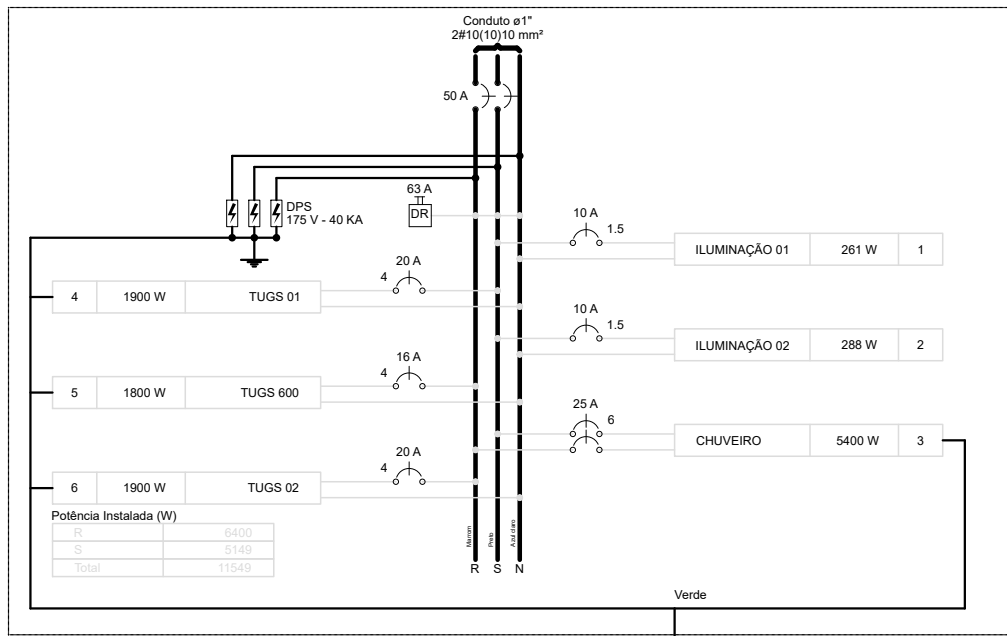 Conduto ø1"
2#10(10)10 mm²
50 A
DPS
175 V - 40 KA
63 A
DR
10 A
1.5
ILUMINAÇÃO 01 261 W 1
20 A
4
4 1900 W TUGS 01
10 A
1.5
ILUMINAÇÃO 02 288 W 2
16 A
4
5 1800 W TUGS 600
25 A
6
CHUVEIRO 5400 W 3
20 A
4
6 1900 W TUGS 02
Potência Instalada (W)
R 6400
S 5149
Total 11549
Marrom
Preto
Azul claro
R S N
Verde